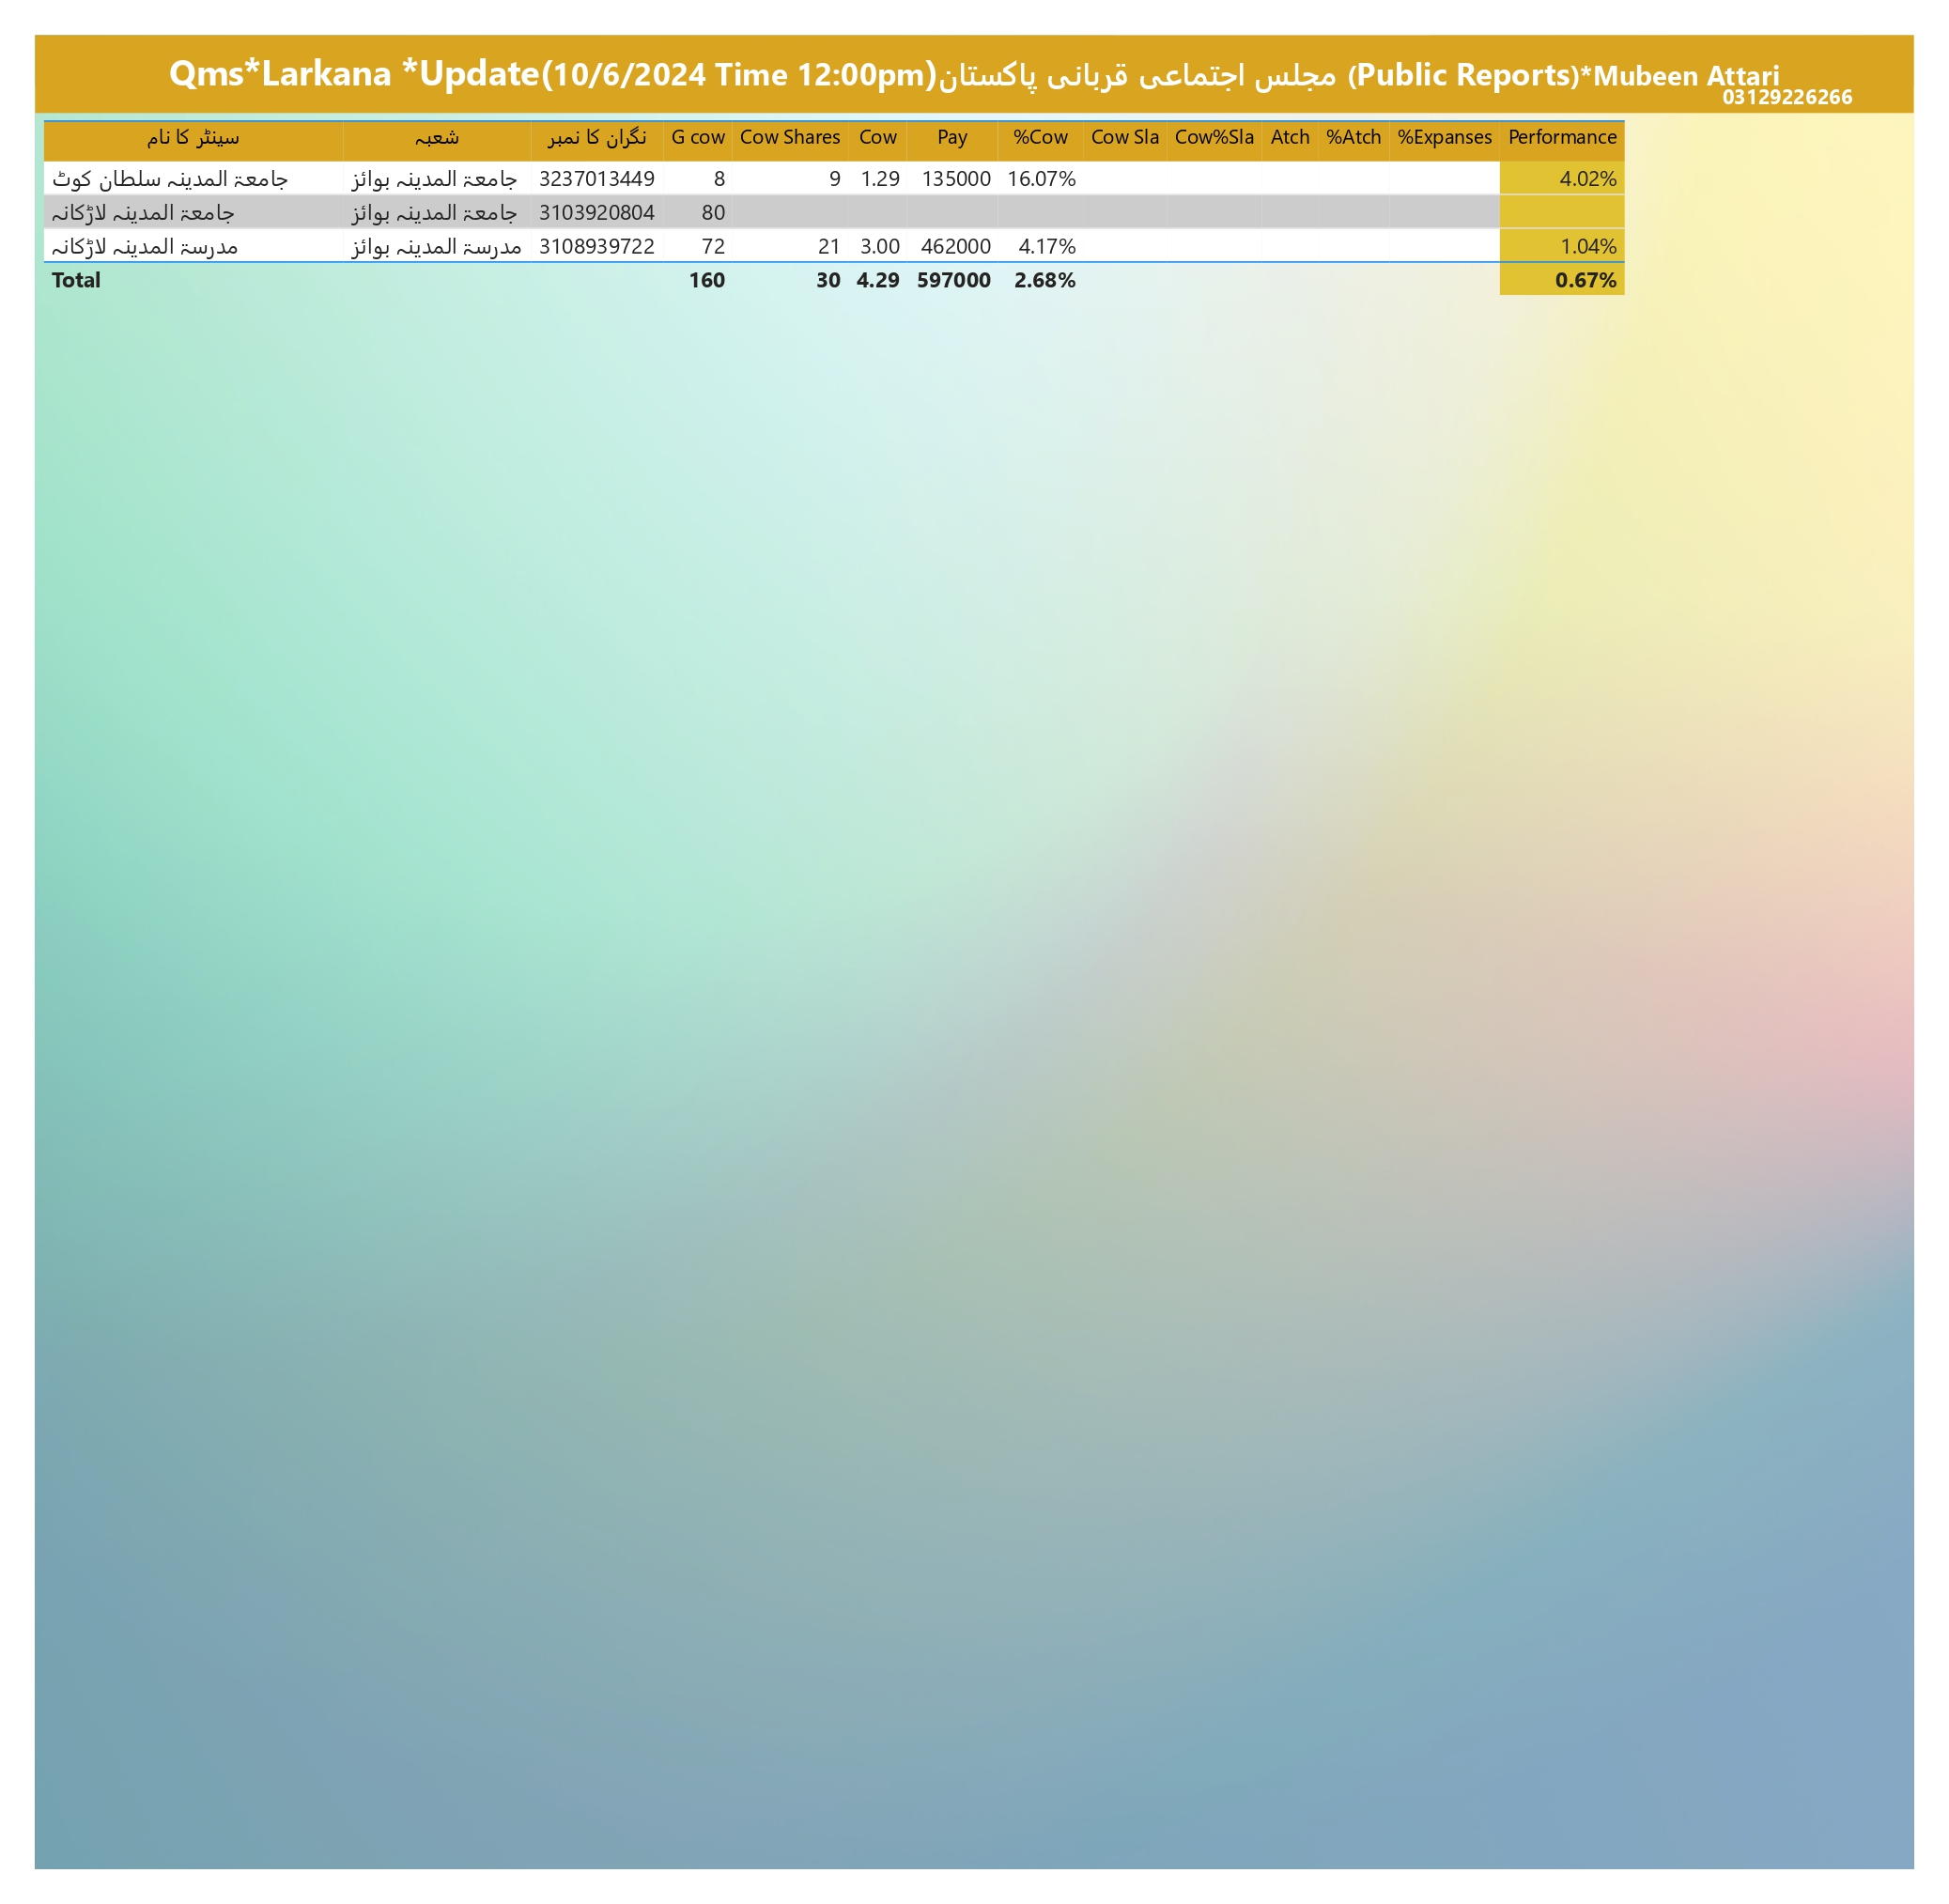 Qms*Larkana *Update(10/6/2024 Time 12:00pm)مجلس اجتماعی قربانی پاکستان (Public Reports)*Mubeen Attari
03129226266
سینٹر کا نام شعبہ نگران کا نمبر G cow Cow Shares Cow Pay %Cow Cow Sla Cow%Sla Atch %Atch %Expanses Performance
جامعۃ المدینہ سلطان کوٹ جامعۃ المدینہ بوائز 3237013449 8 9 1.29 135000 16.07% 4.02%
جامعۃ المدینہ لاڑکانہ جامعۃ المدینہ بوائز 3103920804 80
مدرسۃ المدینہ لاڑکانہ مدرسۃ المدینہ بوائز 3108939722 72 21 3.00 462000 4.17% 1.04%
Total 160 30 4.29 597000 2.68% 0.67%